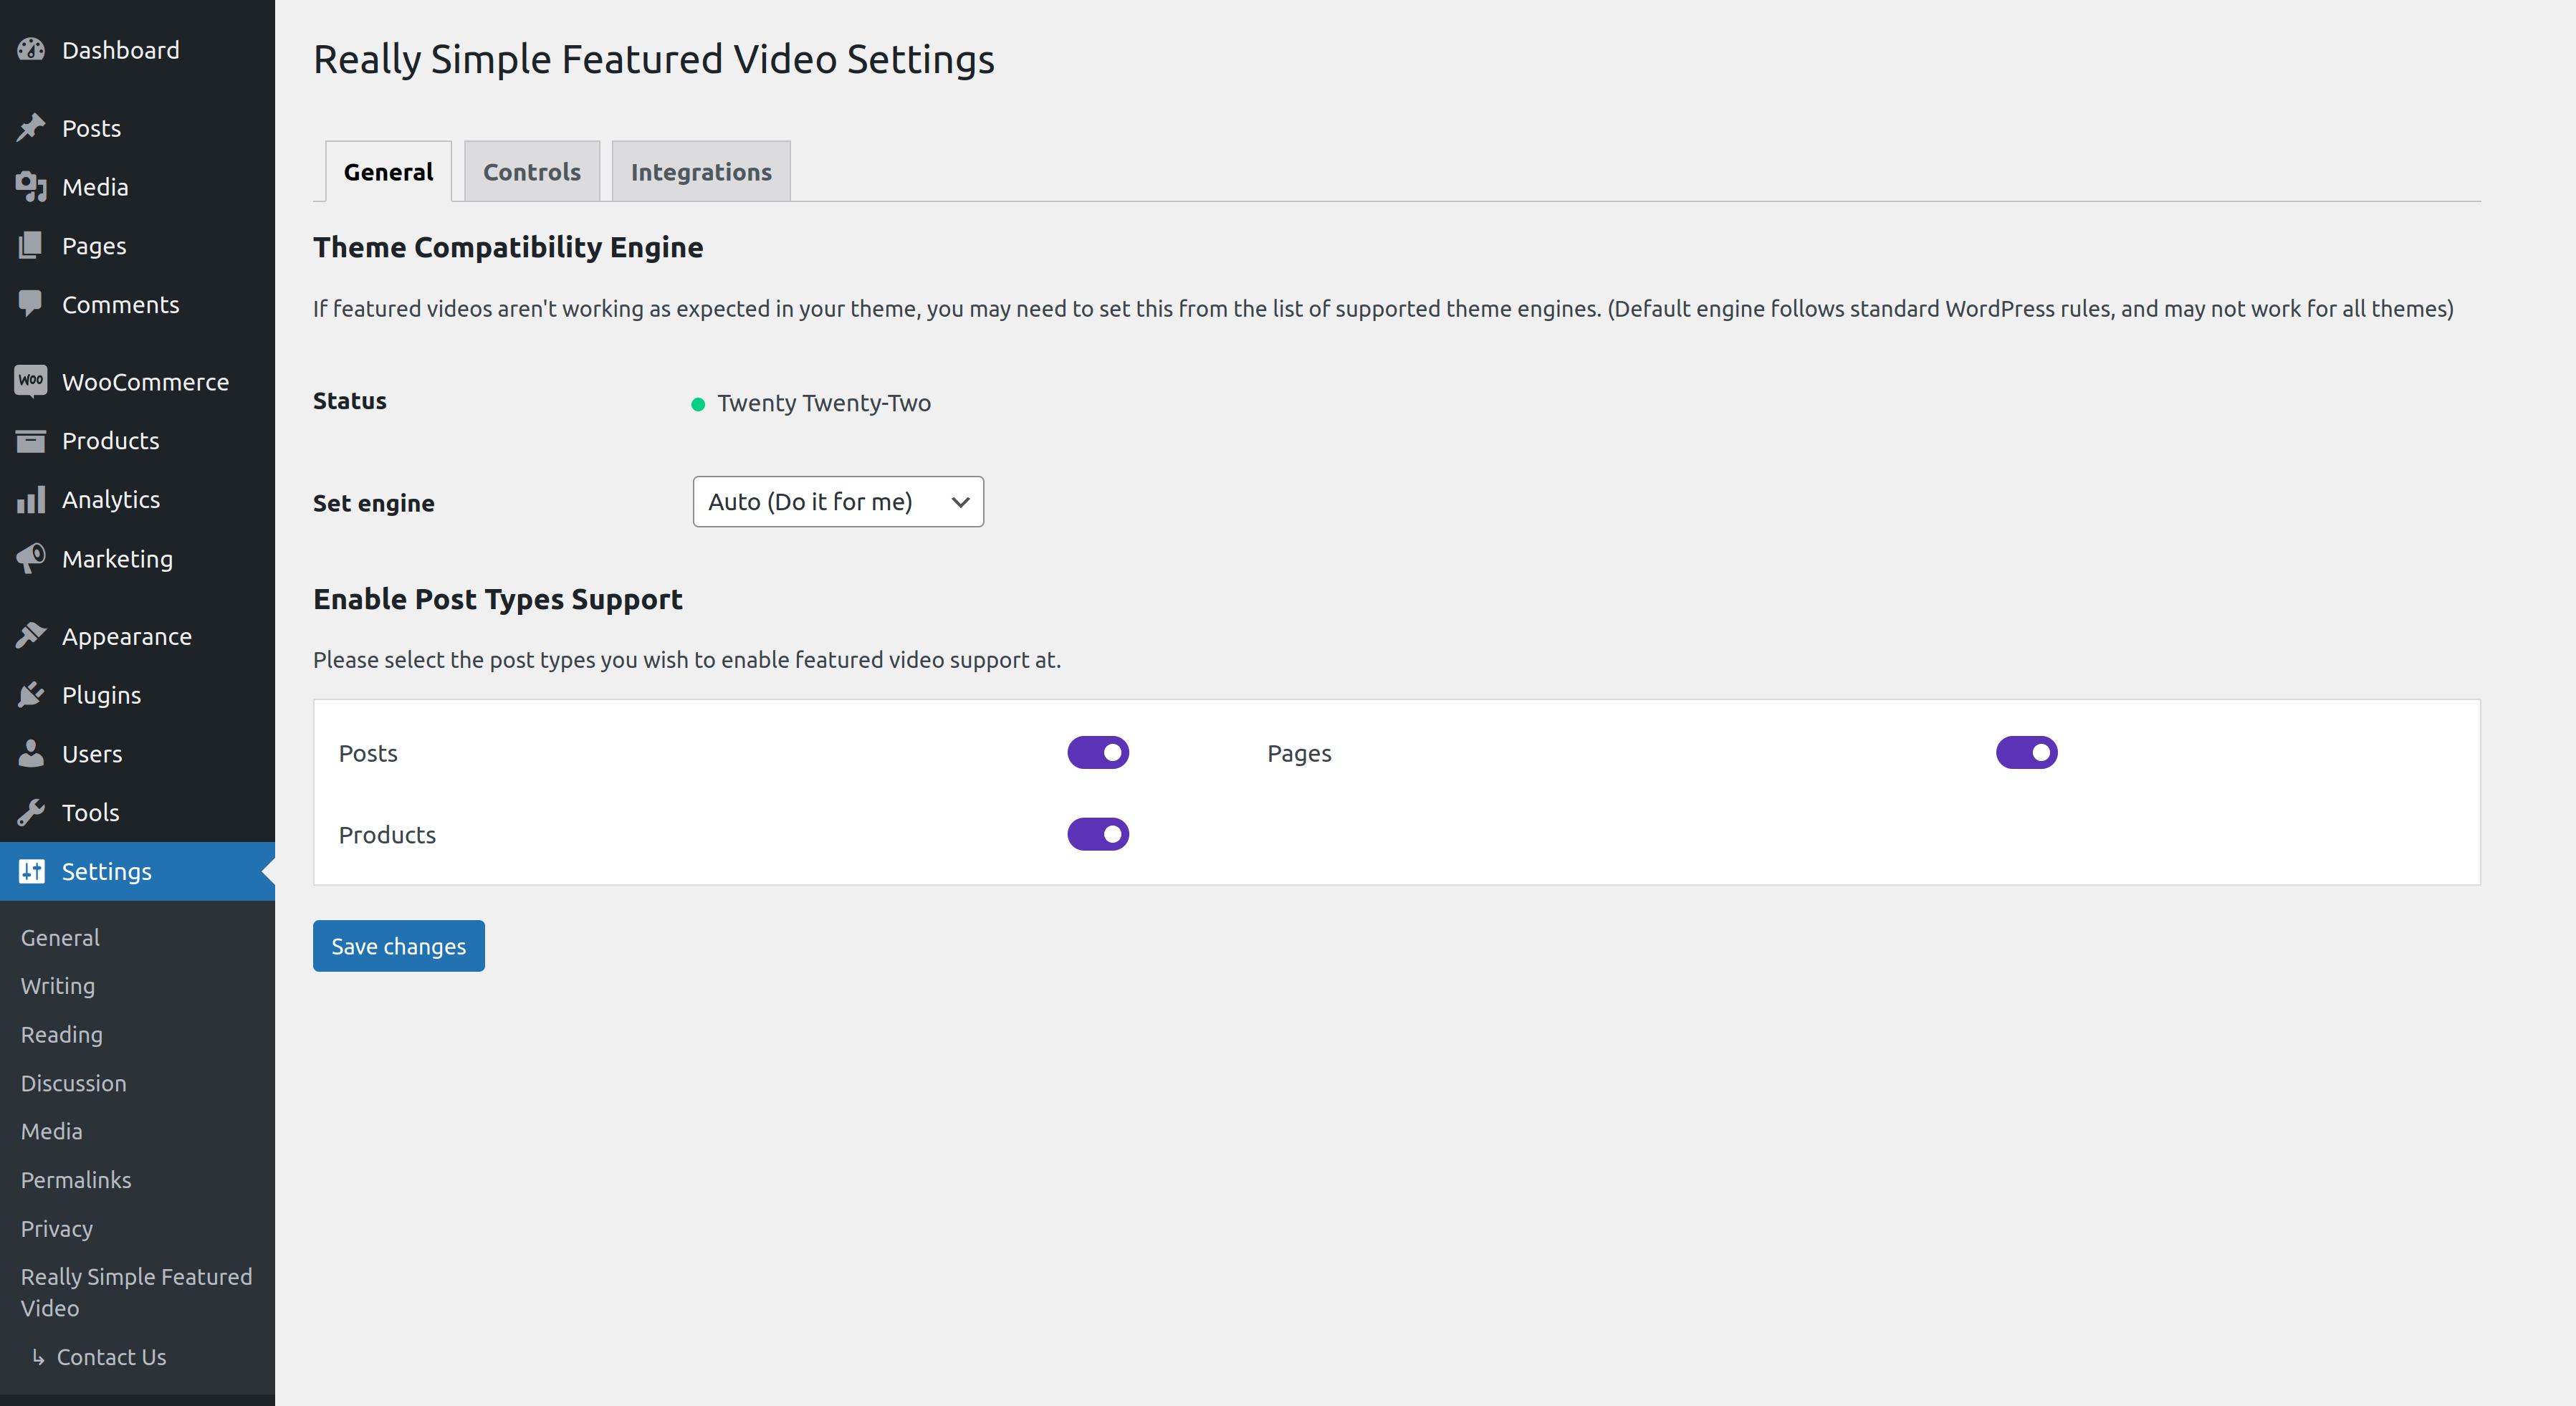 Dashboard
Posts
Media
Pages
Comments
Woo WooCommerce
Products
Analytics
Marketing
Appearance
Plugins
Users
Tools
Settings
General
Writing
Reading
Discussion
Media
Permalinks
Privacy
Really Simple Featured
Video
↳ Contact Us
Really Simple Featured Video Settings
General Controls Integrations
Theme Compatibility Engine
If featured videos aren't working as expected in your theme, you may need to set this from the list of supported theme engines. (Default engine follows standard WordPress rules, and may not work for all themes)
Status Twenty Twenty-Two
Set engine Auto (Do it for me)
Enable Post Types Support
Please select the post types you wish to enable featured video support at.
Posts Pages
Products
Save changes